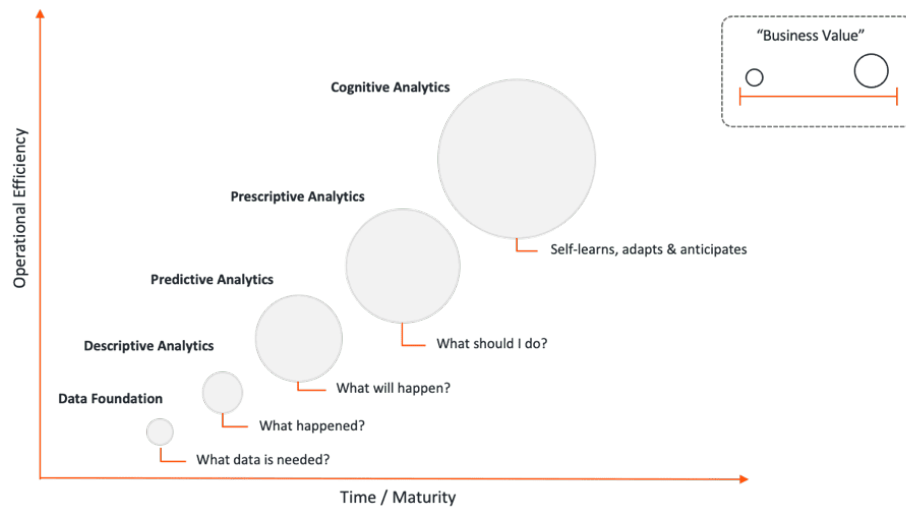 “Business Value”
Cognitive Analytics
Prescriptive Analytics
Self-learns, adapts & anticipates
Predictive Analytics
What should I do?
Descriptive Analytics
What will happen?
Data Foundation
What happened?
What data is needed?
Operational Efficiency
Time / Maturity